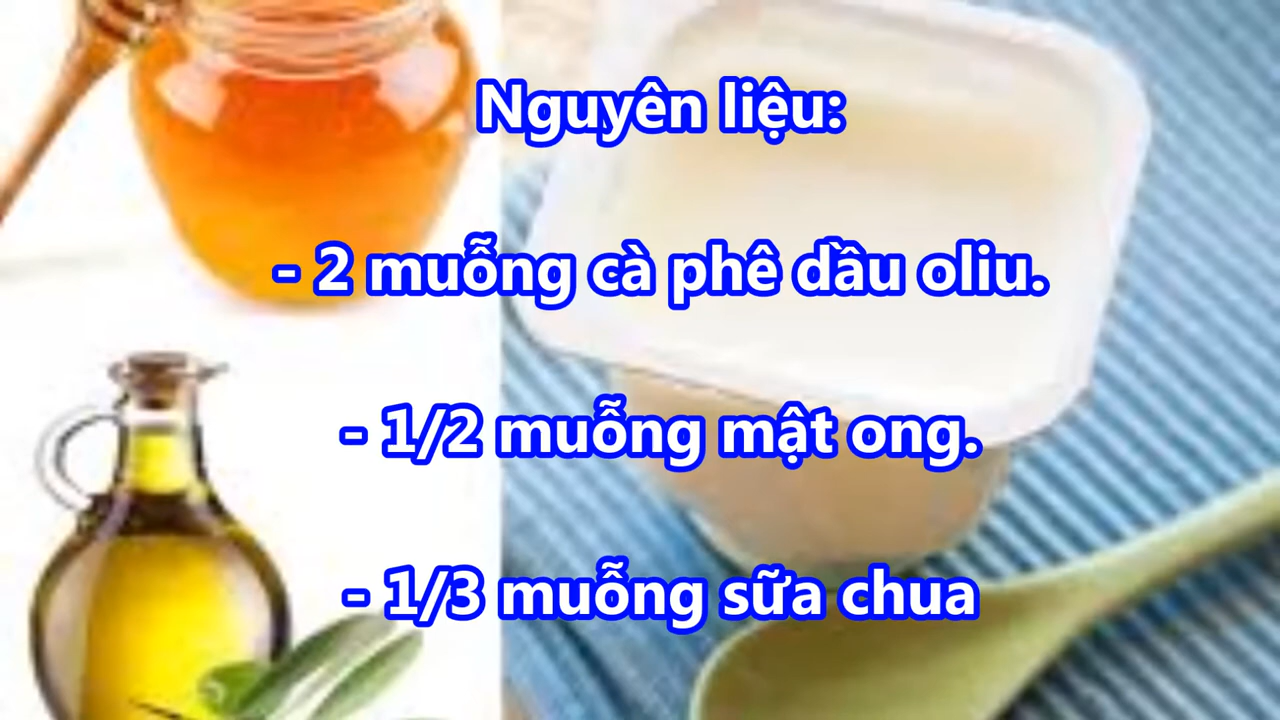 Nguyên liệu:
- 2 muỗng cà phê dầu oliu.
- 1/2 muỗng mật ong.
- 1/3 muỗng sữa chua